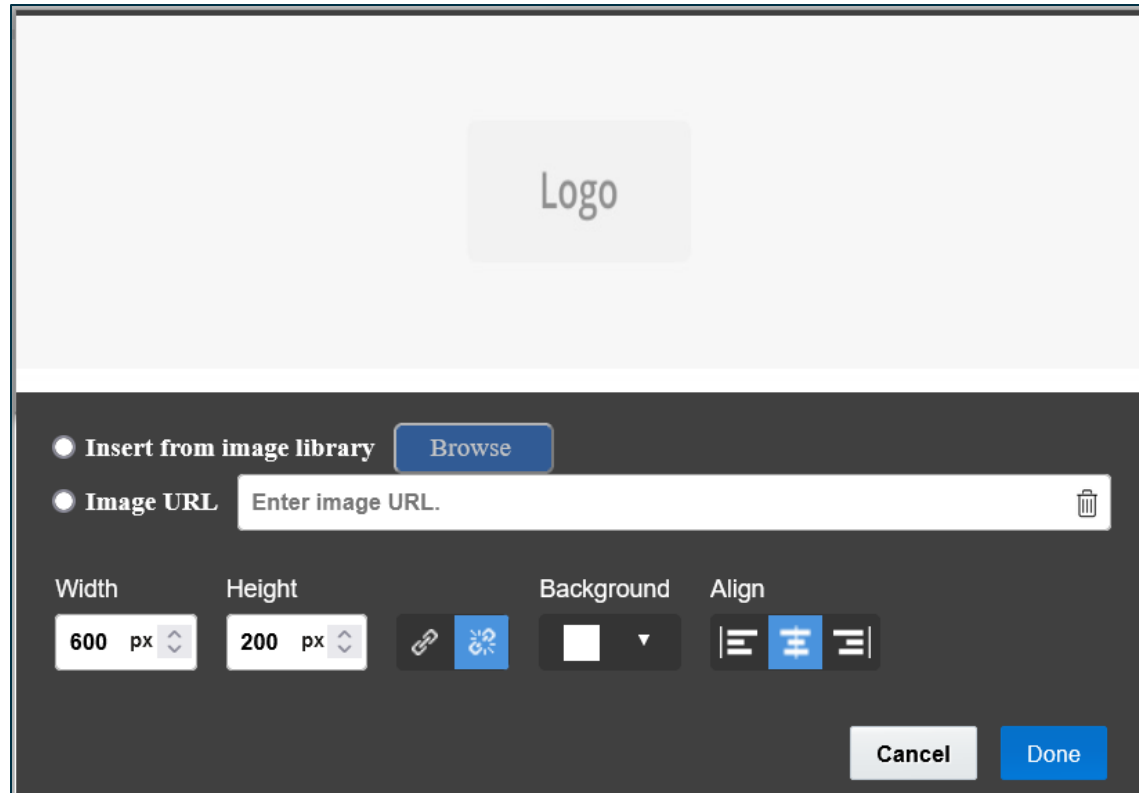 Logo
Insert from image library Browse
Image URL Enter image URL.
Width Height Background Align
600 px 200 px
Cancel Done